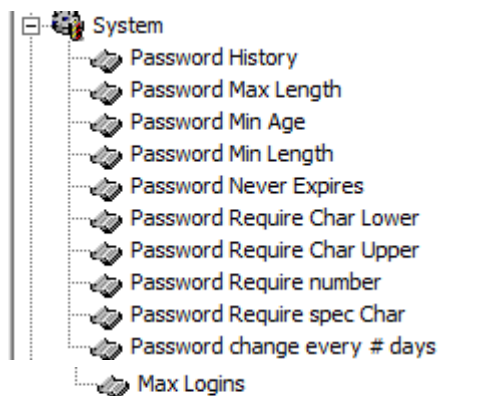 System
Password History
Password Max Length
Password Min Age
Password Min Length
Password Never Expires
Password Require Char Lower
Password Require Char Upper
Password Require number
Password Require spec Char
Password change every # days
Max Logins